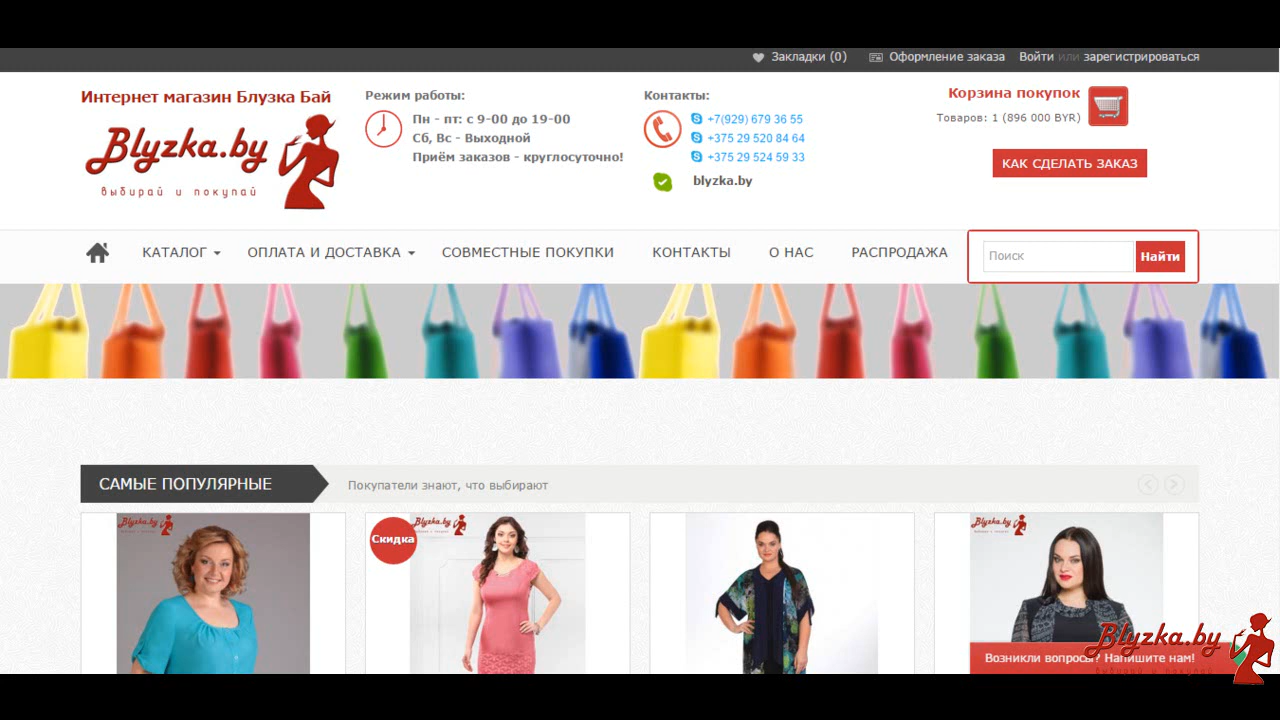 Закладки (0) Оформление заказа Войти или зарегистрироваться
Интернет магазин Блузка Бай
Blyzka.by
выбирай и покупай
Режим работы:
Пн - пт: с 9-00 до 19-00
Сб, Вс - Выходной
Приём заказов - круглосуточно!
Контакты:
+7(929) 679 36 55
+375 29 520 84 64
+375 29 524 59 33
blyzka.by
Корзина покупок
Товаров: 1 (896 000 BYR)
КАК СДЕЛАТЬ ЗАКАЗ
КАТАЛОГ ОПЛАТА И ДОСТАВКА СОВМЕСТНЫЕ ПОКУПКИ КОНТАКТЫ О НАС РАСПРОДАЖА
Поиск Найти
САМЫЕ ПОПУЛЯРНЫЕ Покупатели знают, что выбирают
Blyzka.by
Скидка
Blyzka.by
Blyzka.by
Blyzka.by
Возникли вопросы? Напишите нам!
выбирай и покупай